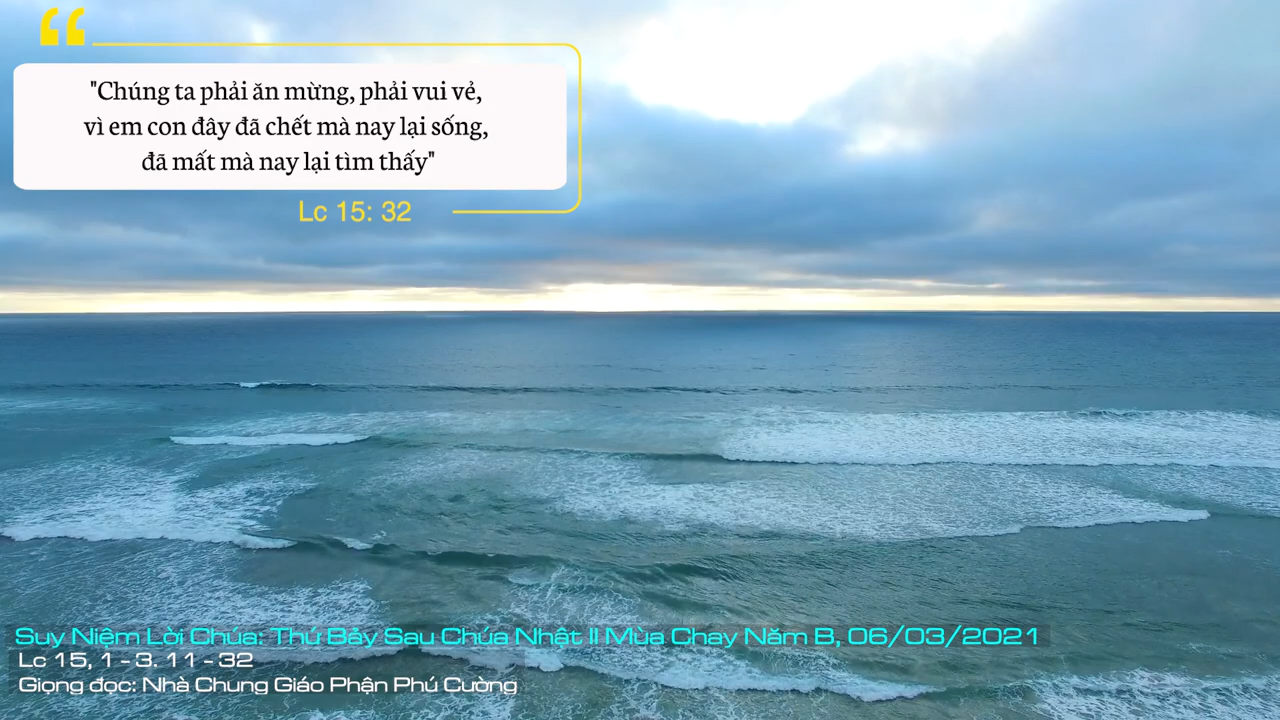 "Chúng ta phải ăn mừng, phải vui vẻ,
vì em con đây đã chết mà nay lại sống,
đã mất mà nay lại tìm thấy"
Lc 15: 32
Suy Niệm Lời Chúa: Thứ Bảy Sau Chúa Nhật II Mùa Chay Năm B, 06/03/2021
Lc 15, 1 - 3. 11 - 32
Giọng đọc: Nhà Chung Giáo Phận Phú Cường